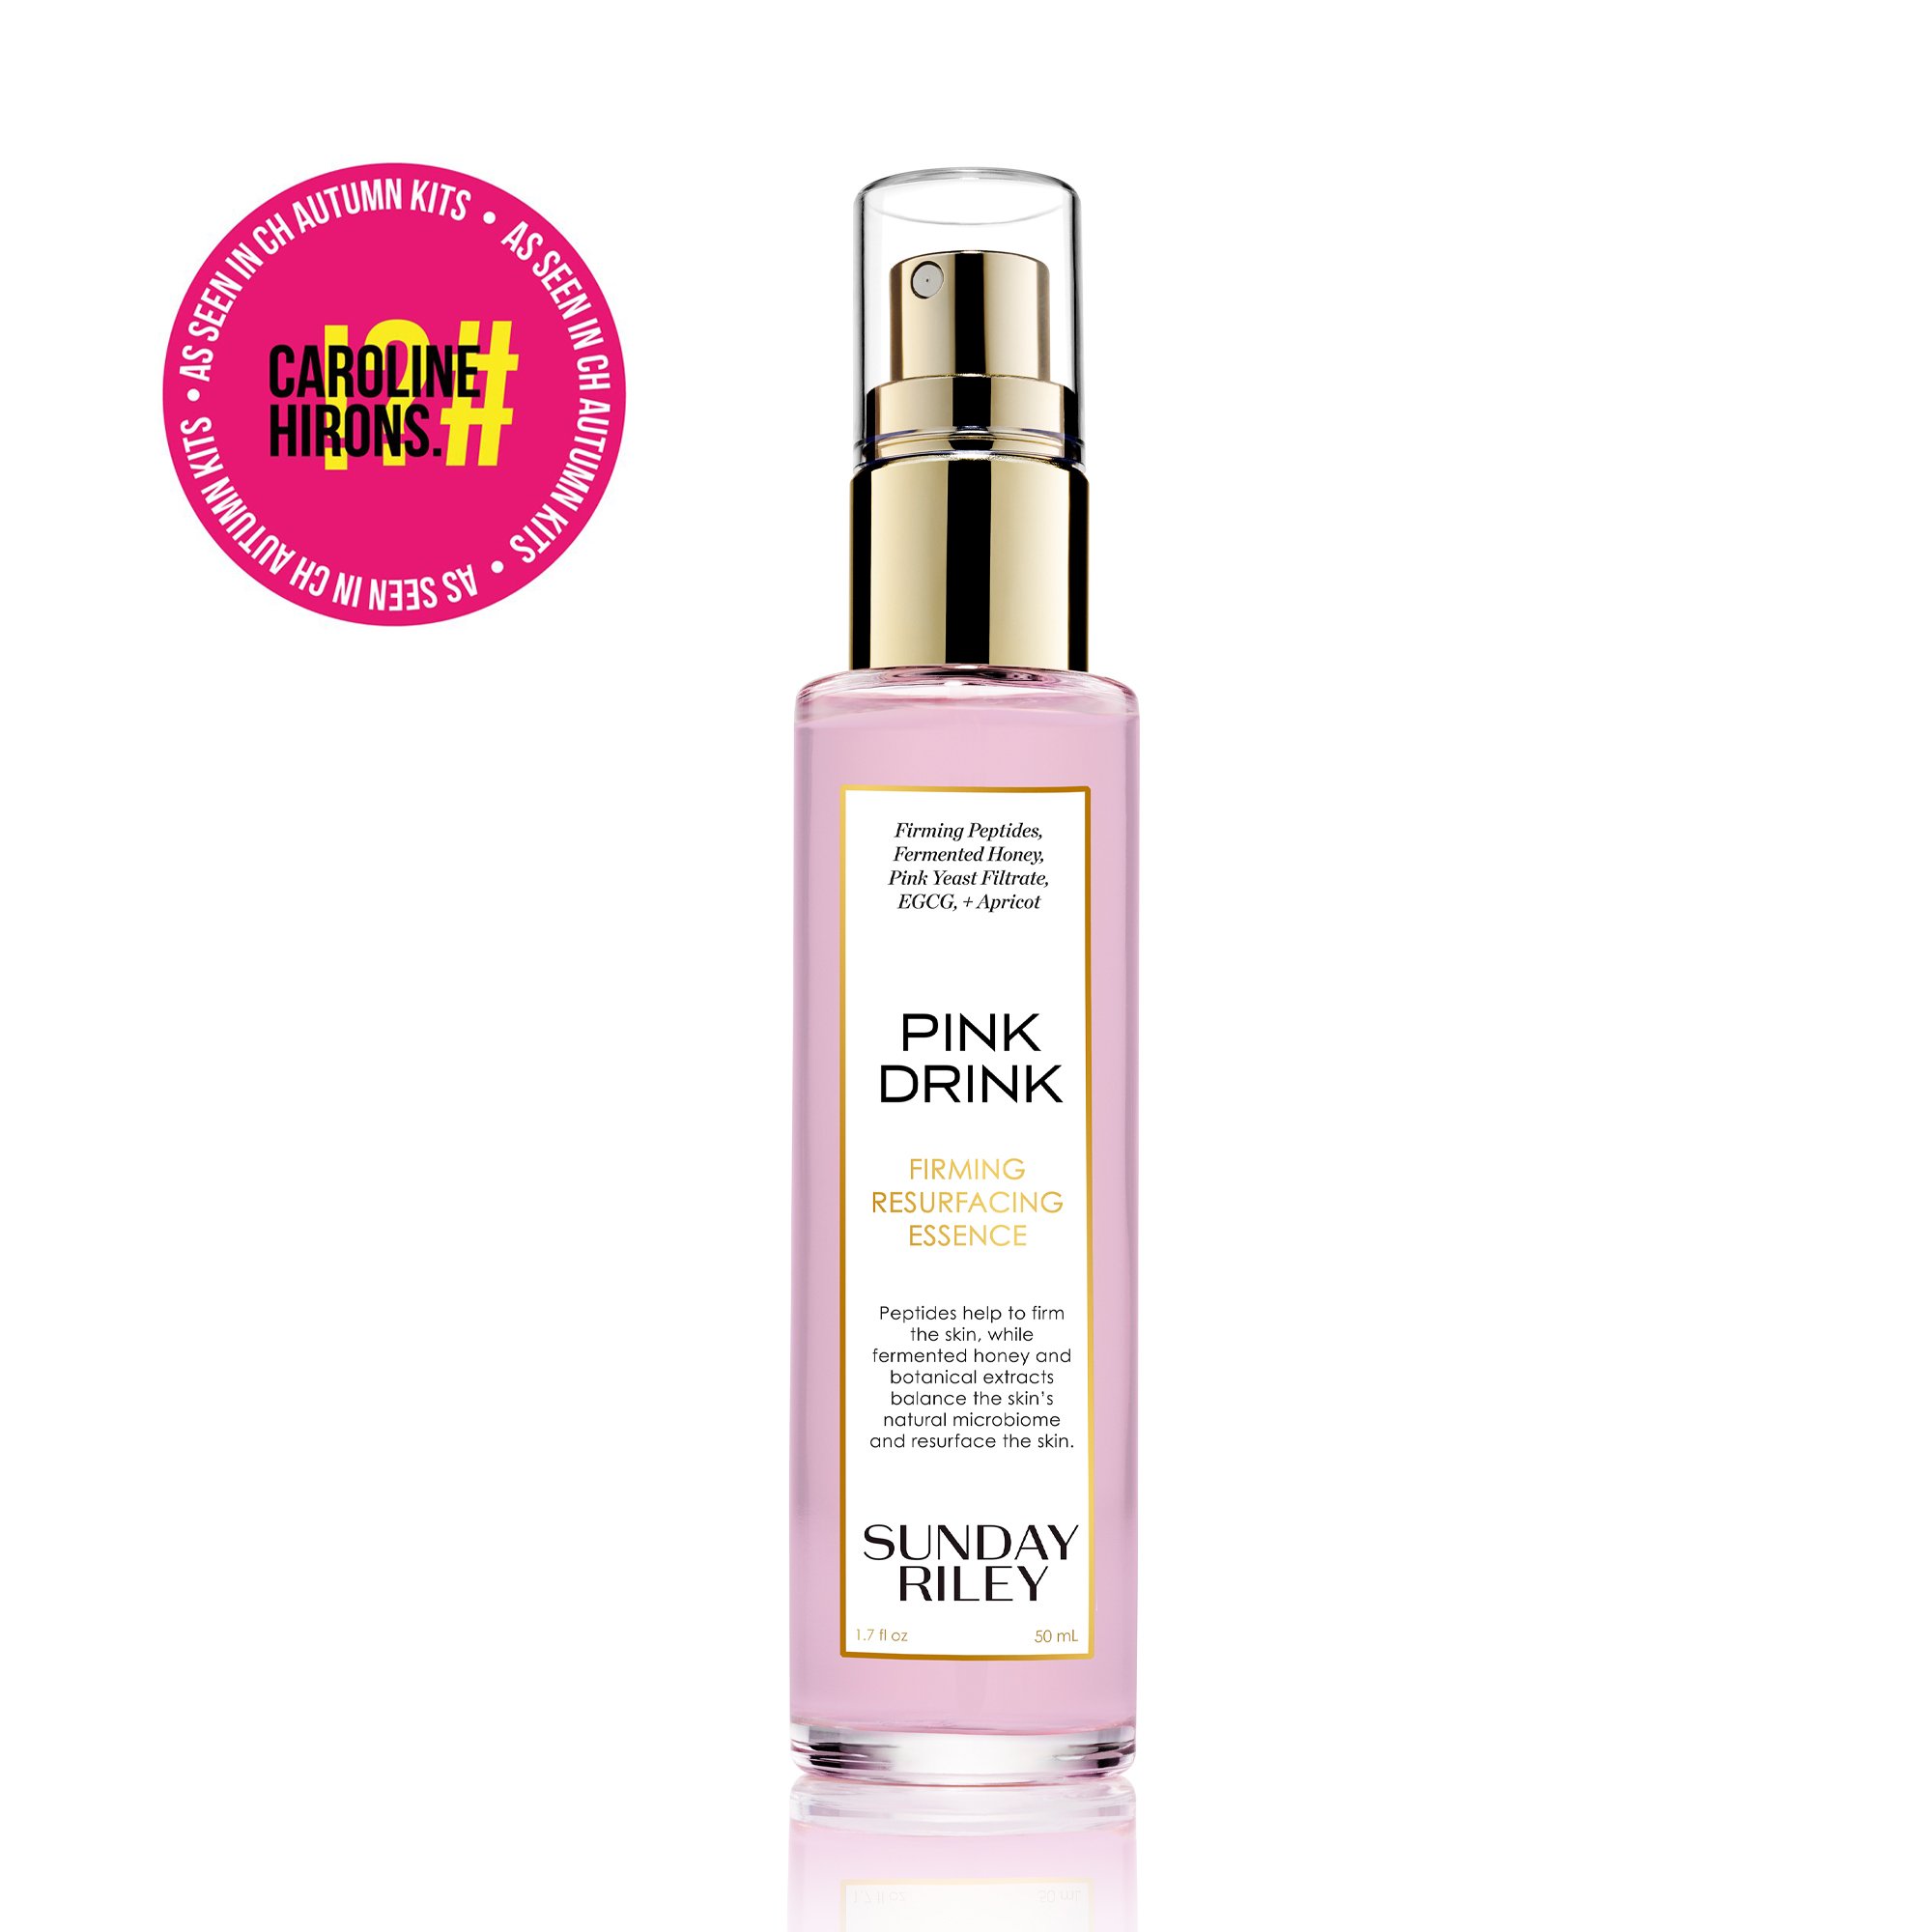 AS SEEN IN CH AUTUMN KITS • AS SEEN IN CH AUTUMN KITS • AS SEEN IN CH AUTUMN KITS •
!?#
CAROLINE
HIRONS.
Firming Peptides,
Fermented Honey,
Pink Yeast Filtrate,
EGCG, + Apricot
PINK
DRINK
FIRMING
RESURFACING
ESSENCE
Peptides help to firm
the skin, while
fermented honey and
botanical extracts
balance the skin's
natural microbiome
and resurface the skin.
SUNDAY
RILEY
1.7 fl oz 50 mL